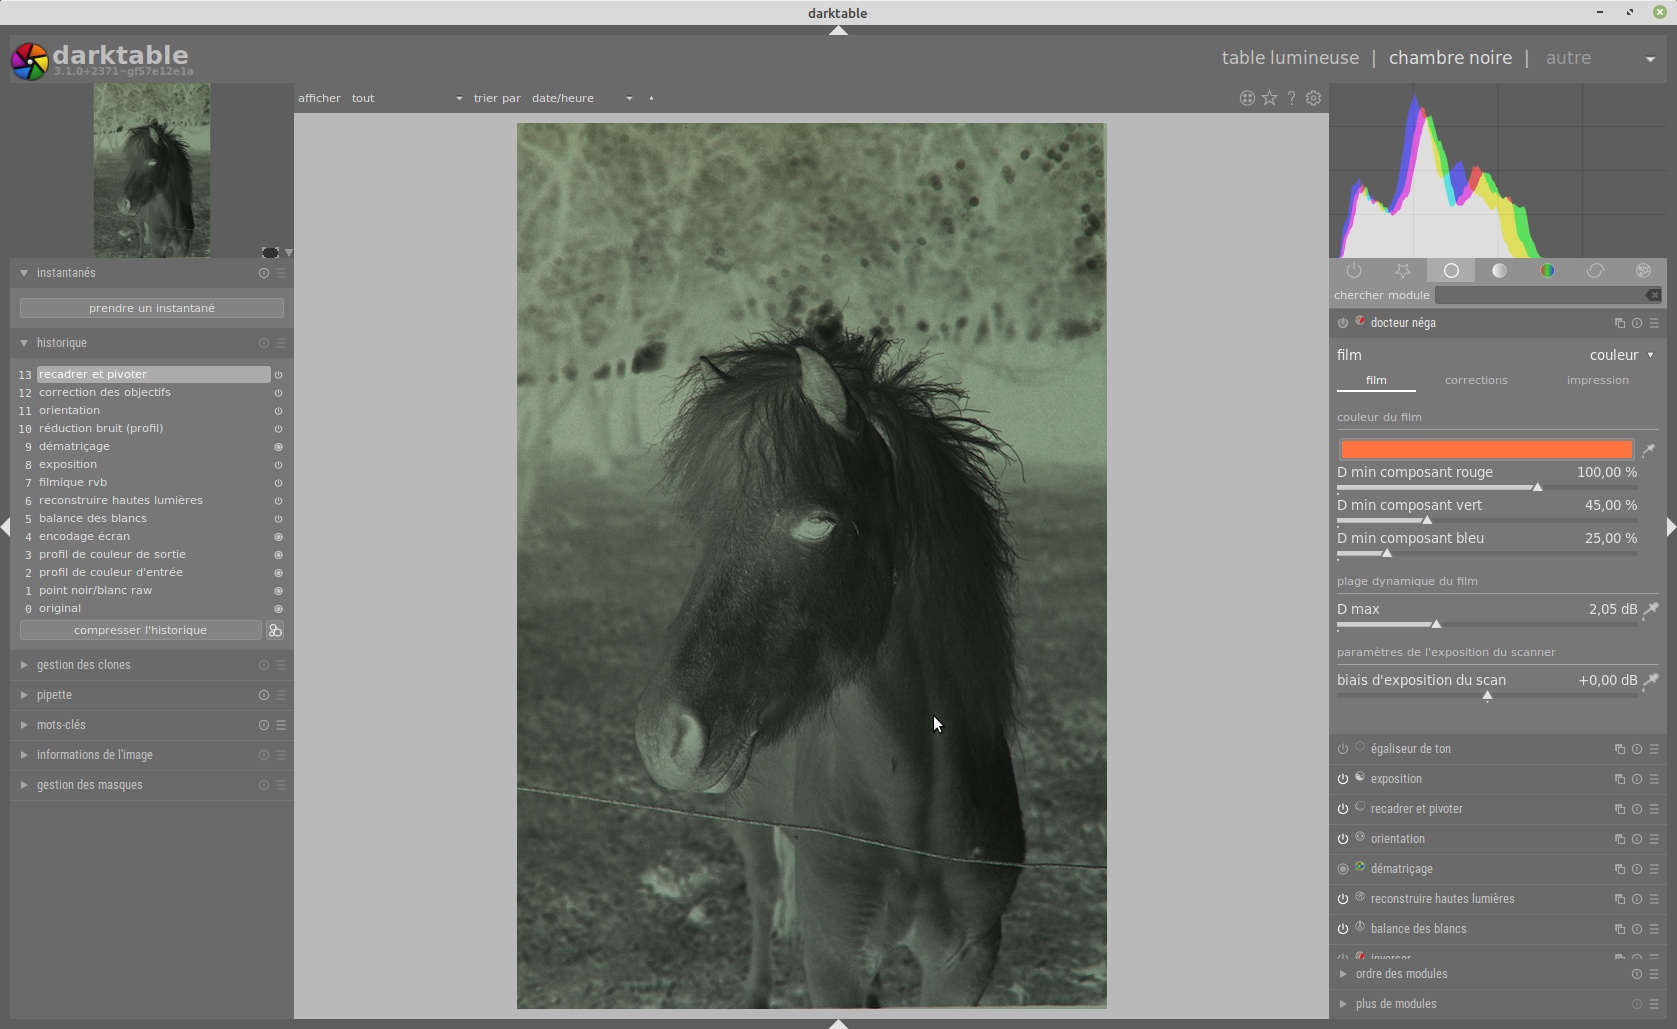 darktable
darktable
3.1.0+2371~gf57e12e1a
table lumineuse | chambre noire | autre
afficher tout trier par date/heure
instantanés
prendre un instantané
historique
13 recadrer et pivoter
12 correction des objectifs
11 orientation
10 réduction bruit (profil)
9 dématriçage
8 exposition
7 filmique rvb
6 reconstruire hautes lumières
5 balance des blancs
4 encodage écran
3 profil de couleur de sortie
2 profil de couleur d'entrée
1 point noir/blanc raw
0 original
compresser l'historique
gestion des clones
pipette
mots-clés
informations de l'image
gestion des masques
chercher module
docteur néga
film couleur
film corrections impression
couleur du film
D min composant rouge 100,00 %
D min composant vert 45,00 %
D min composant bleu 25,00 %
plage dynamique du film
D max 2,05 dB
paramètres de l'exposition du scanner
biais d'exposition du scan +0,00 dB
égaliseur de ton
exposition
recadrer et pivoter
orientation
dématriçage
reconstruire hautes lumières
balance des blancs
inverser
ordre des modules
plus de modules